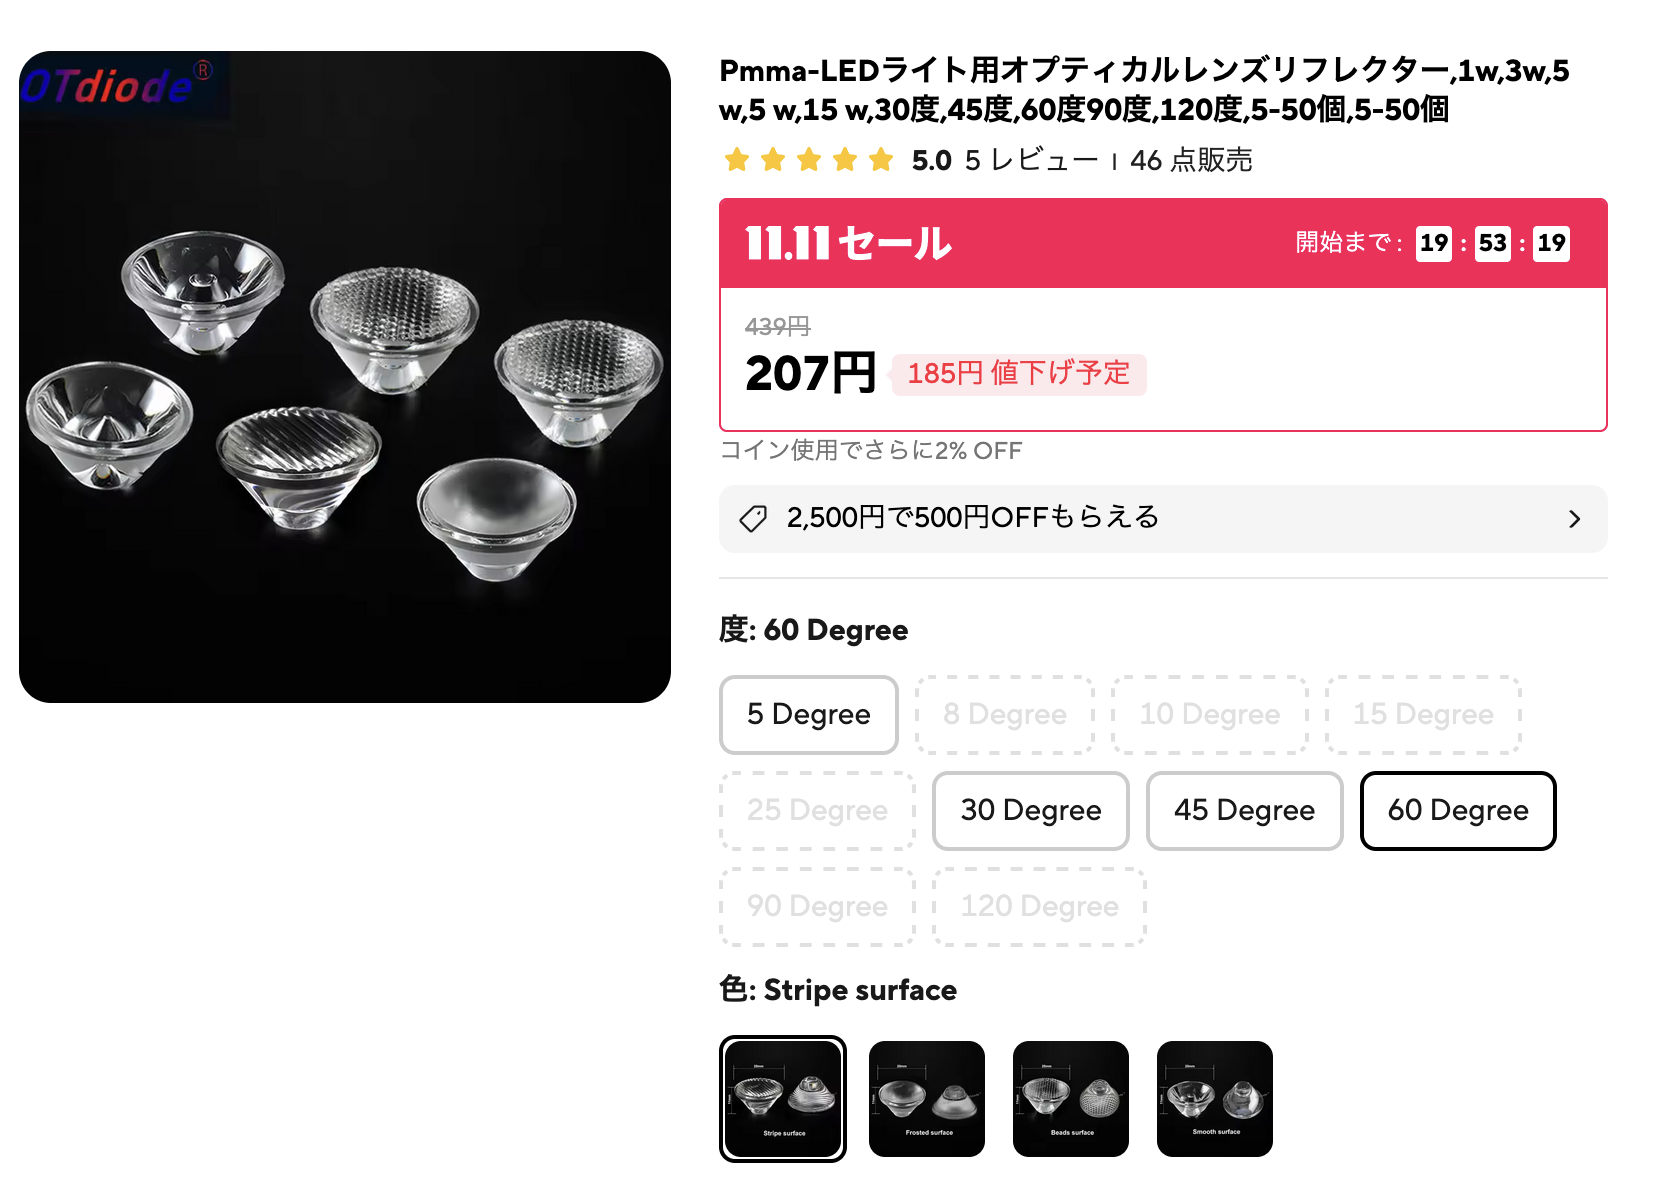 OTdiode®
Pmma-LEDライト用オプティカルレンズリフレクター,1w,3w,5
w,5 w,15 w,30度,45度,60度90度,120度,5-50個,5-50個
5.0 5 レビュー | 46 点販売
11.11 セール
開始まで: 19 : 53 : 19
439円
207円 185円 値下げ予定
コイン使用でさらに2% OFF
2,500円で500円OFFもらえる
度: 60 Degree
5 Degree 8 Degree 10 Degree 15 Degree
25 Degree 30 Degree 45 Degree 60 Degree
90 Degree 120 Degree
色: Stripe surface
Stripe surface Frosted surface Beads surface Smooth surface